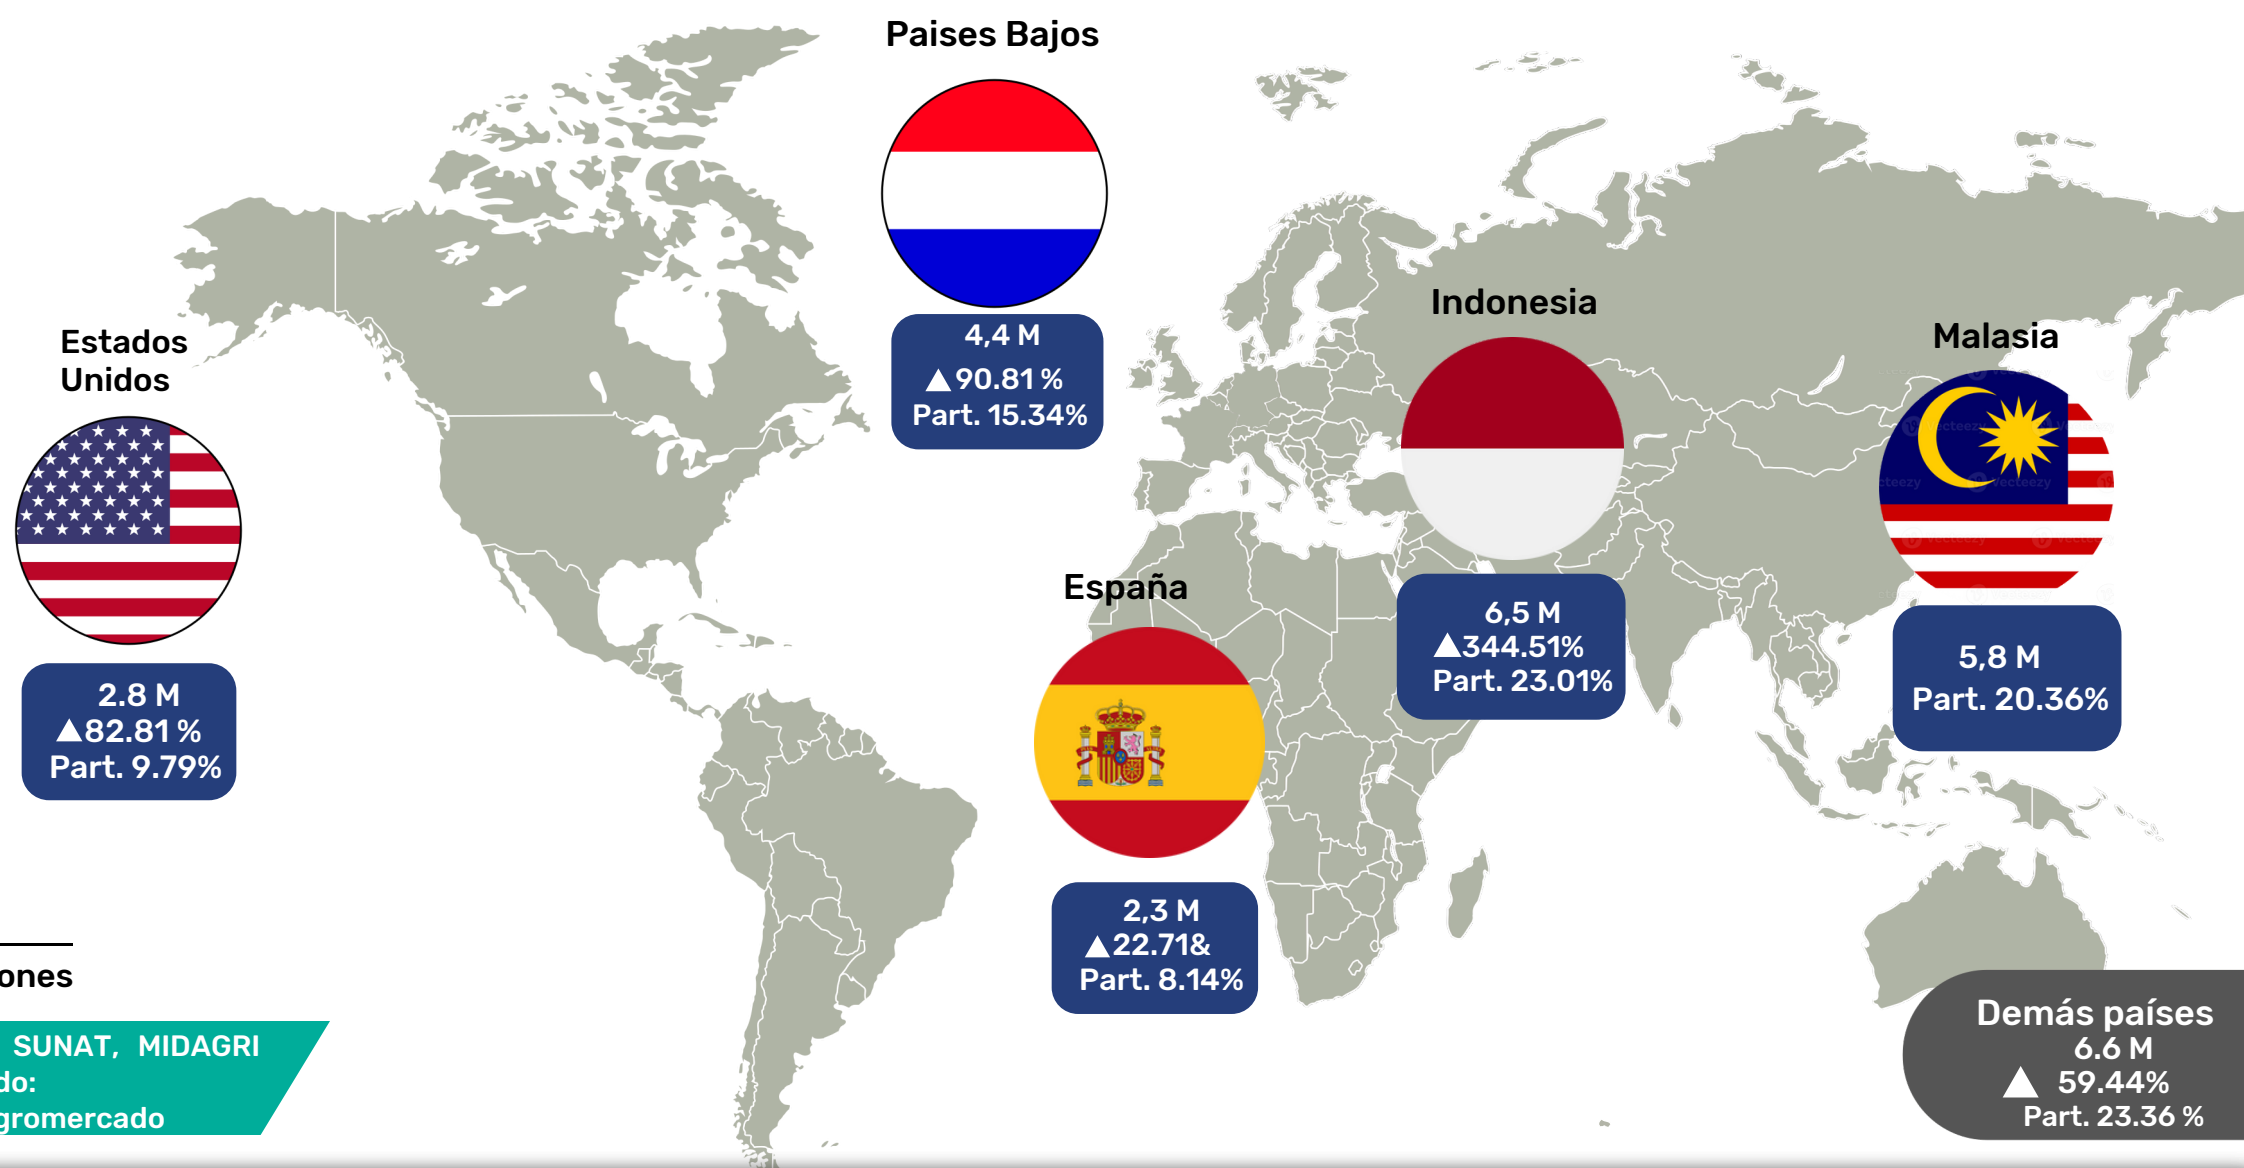 Paises Bajos
4,4 M
▲90.81 %
Part. 15.34%
Estados
Unidos
2.8 M
▲82.81 %
Part. 9.79%
Indonesia
6,5 M
▲344.51%
Part. 23.01%
Malasia
5,8 M
Part. 20.36%
España
2,3 M
▲22.71&
Part. 8.14%
ones
SUNAT, MIDAGRI
do:
gromercado
Demás países
6.6 M
▲ 59.44%
Part. 23.36 %